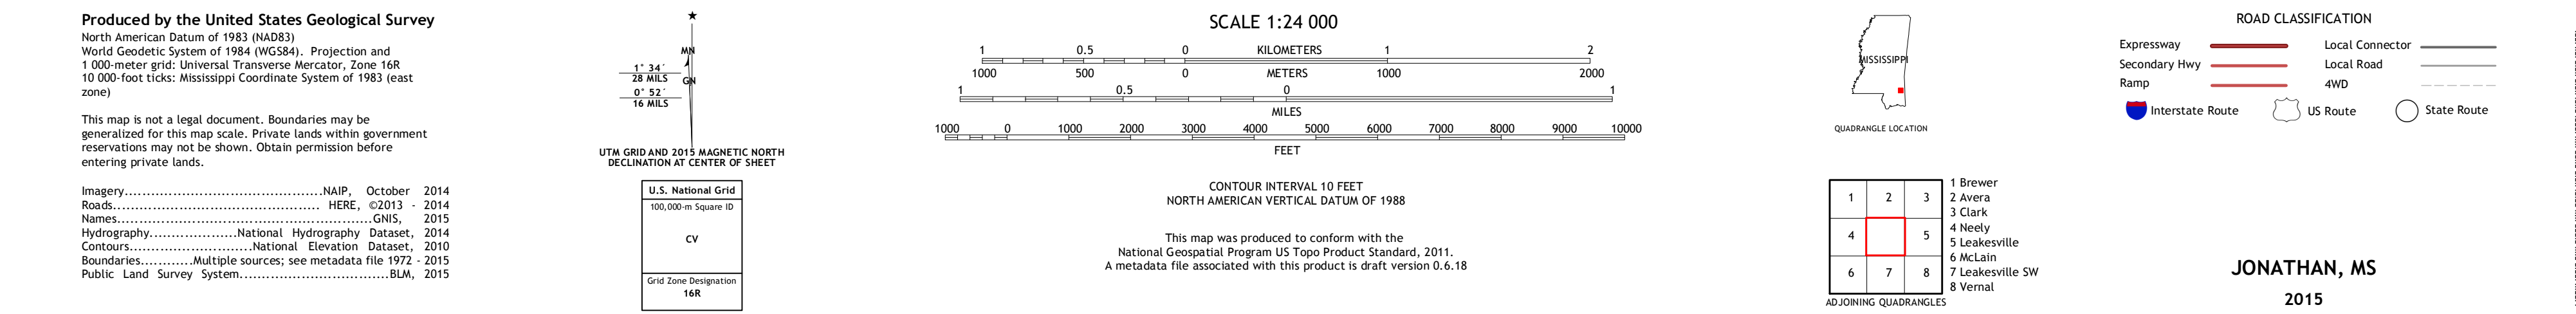 Produced by the United States Geological Survey
North American Datum of 1983 (NAD83)
World Geodetic System of 1984 (WGS84). Projection and
1 000-meter grid: Universal Transverse Mercator, Zone 16R
10 000-foot ticks: Mississippi Coordinate System of 1983 (east
zone)
This map is not a legal document. Boundaries may be
generalized for this map scale. Private lands within government
reservations may not be shown. Obtain permission before
entering private lands.
Imagery.............................................NAIP, October 2014
Roads............................................... HERE, ©2013 - 2014
Names..........................................................GNIS, 2015
Hydrography....................National Hydrography Dataset, 2014
Contours............................National Elevation Dataset, 2010
Boundaries............Multiple sources; see metadata file 1972 - 2015
Public Land Survey System..................................BLM, 2015
MN
1° 34´
28 MILS
GN
0° 52´
16 MILS
UTM GRID AND 2015 MAGNETIC NORTH
DECLINATION AT CENTER OF SHEET
U.S. National Grid
100,000-m Square ID
CV
Grid Zone Designation
16R
SCALE 1:24 000
1 0.5 0 KILOMETERS 1 2
1000 500 0 METERS 1000 2000
1 0.5 0 1
MILES
1000 0 1000 2000 3000 4000 5000 6000 7000 8000 9000 10000
FEET
CONTOUR INTERVAL 10 FEET
NORTH AMERICAN VERTICAL DATUM OF 1988
This map was produced to conform with the
National Geospatial Program US Topo Product Standard, 2011.
A metadata file associated with this product is draft version 0.6.18
MISSISSIPPI
QUADRANGLE LOCATION
1 2 3
4 5
6 7 8
1 Brewer
2 Avera
3 Clark
4 Neely
5 Leakesville
6 McLain
7 Leakesville SW
8 Vernal
ADJOINING QUADRANGLES
ROAD CLASSIFICATION
Expressway Local Connector
Secondary Hwy Local Road
Ramp 4WD
Interstate Route US Route State Route
JONATHAN, MS
2015